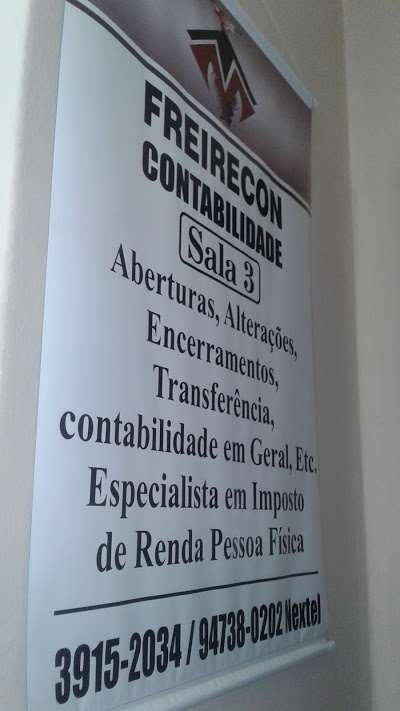 FREIRECON
CONTABILIDADE
Sala 3
Aberturas, Alterações,
Encerramentos,
Transferência,
contabilidade em Geral, Etc.
Especialista em Imposto
de Renda Pessoa Física
3915-2034 / 94738-0202 Nextel